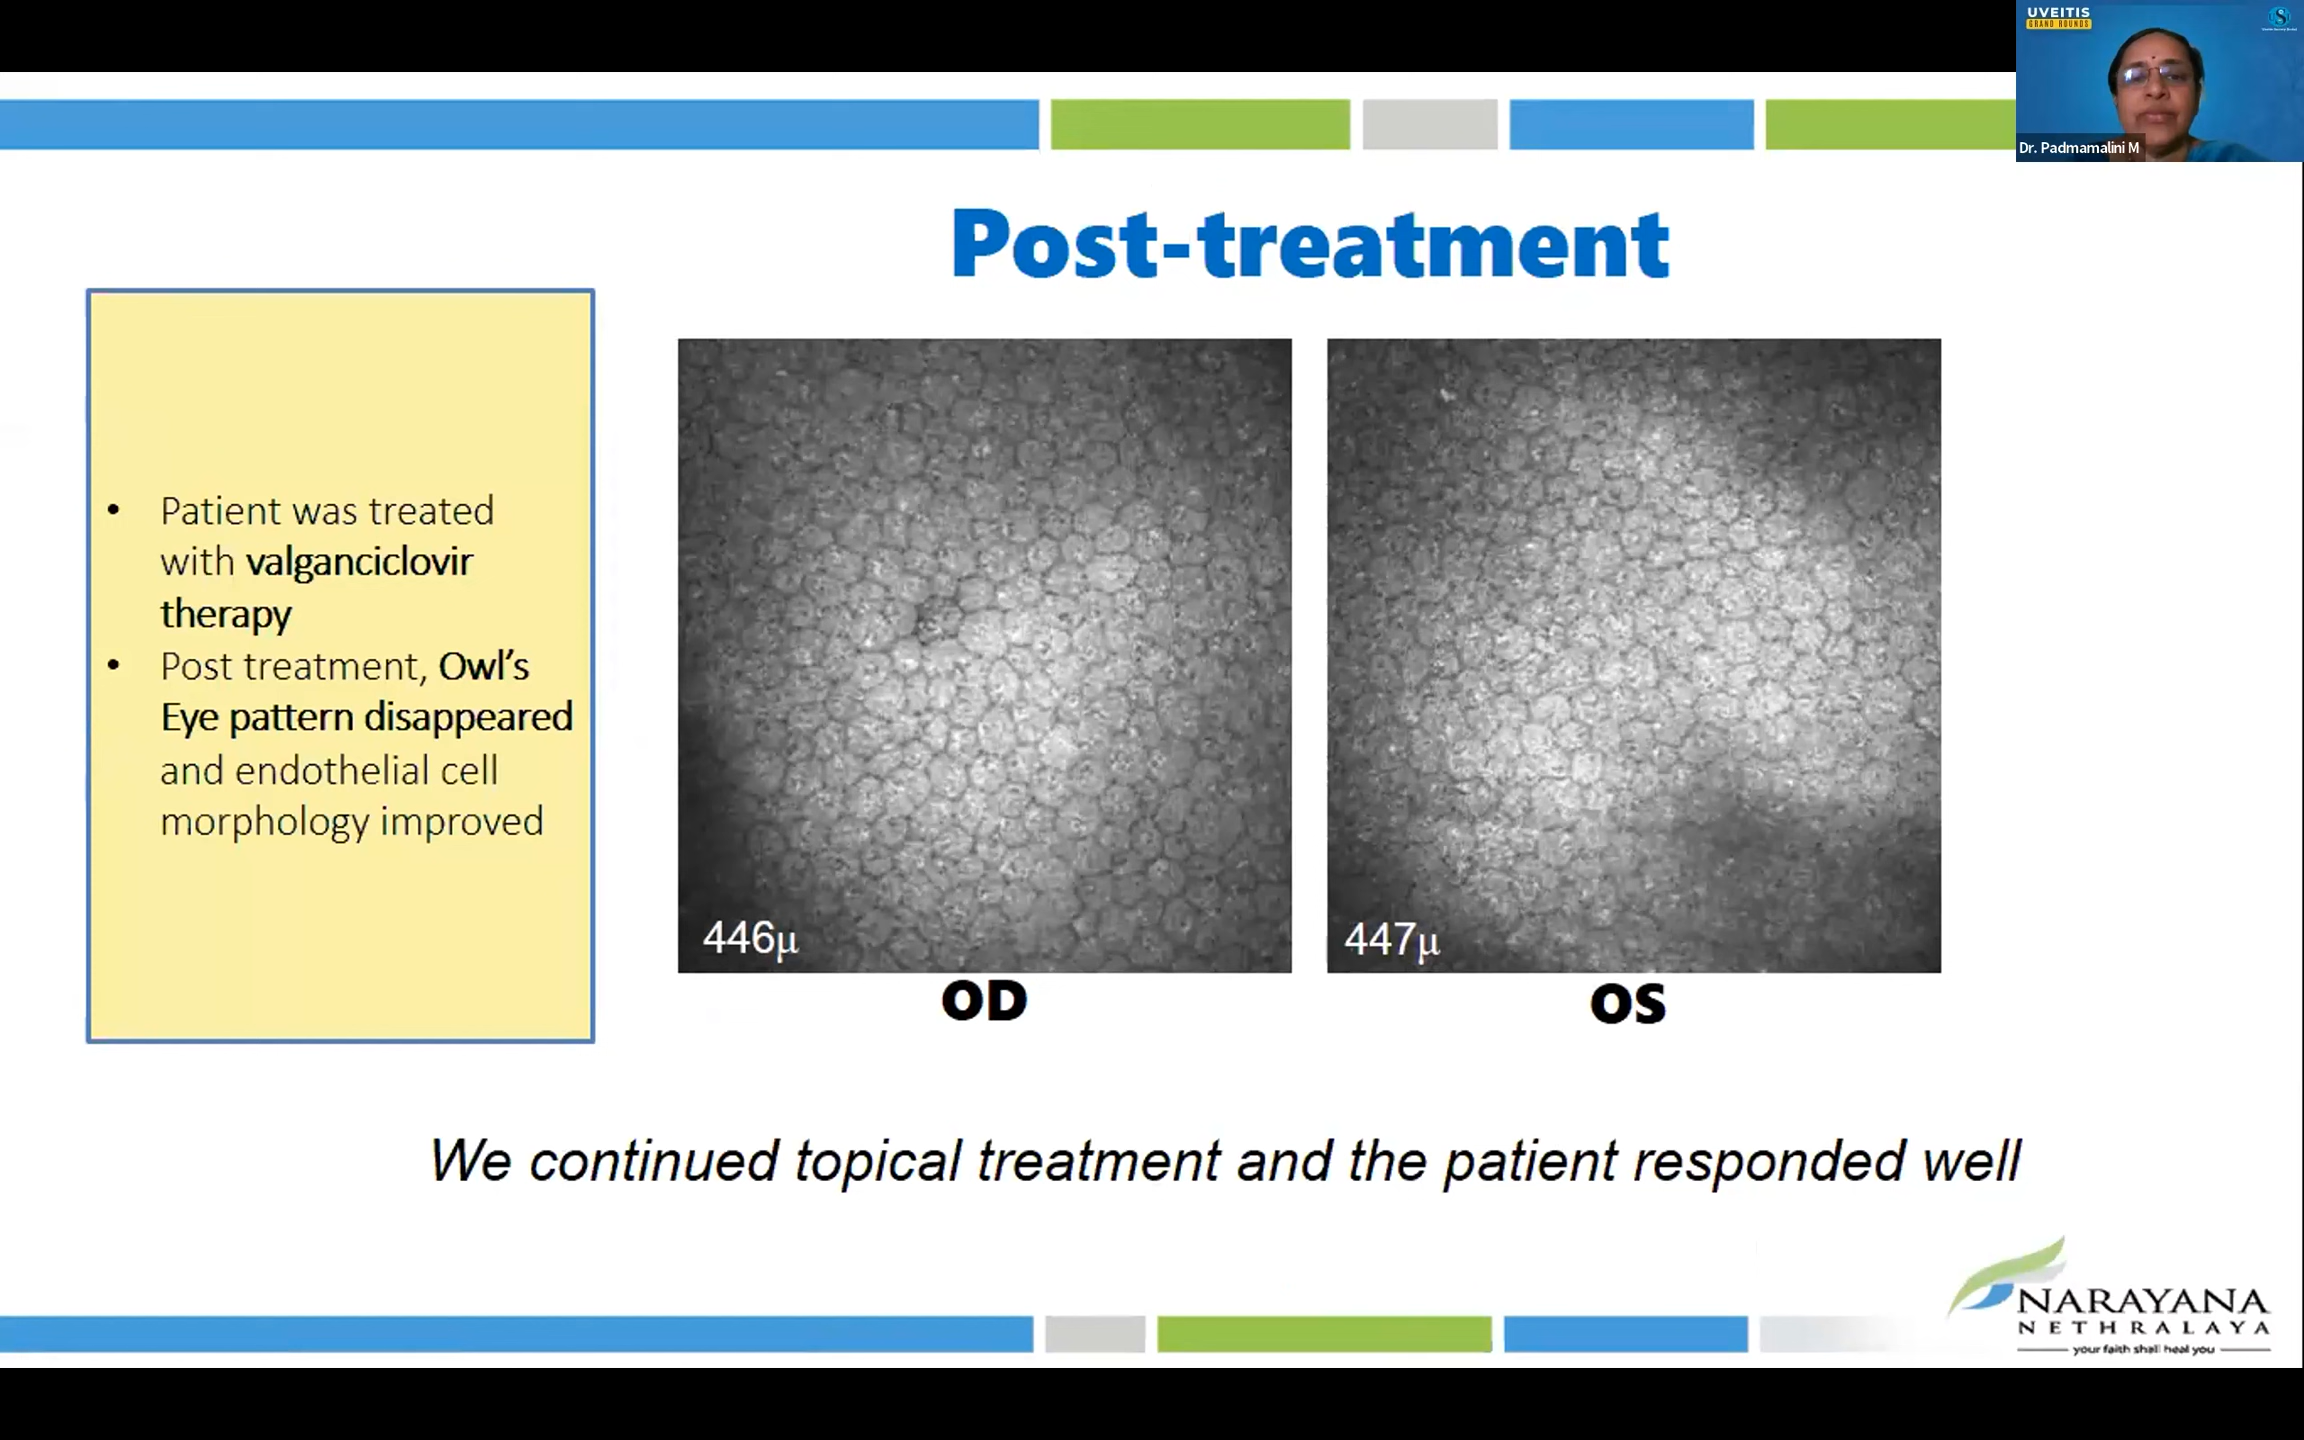 UVEITIS
GRAND ROUNDS
Dr. Padmamalini M
Post-treatment
• Patient was treated
with valganciclovir
therapy
• Post treatment, Owl's
Eye pattern disappeared
and endothelial cell
morphology improved
446μ
447μ
OD
OS
We continued topical treatment and the patient responded well
NARAYANA
NETHRALAYA
your faith shall heal you